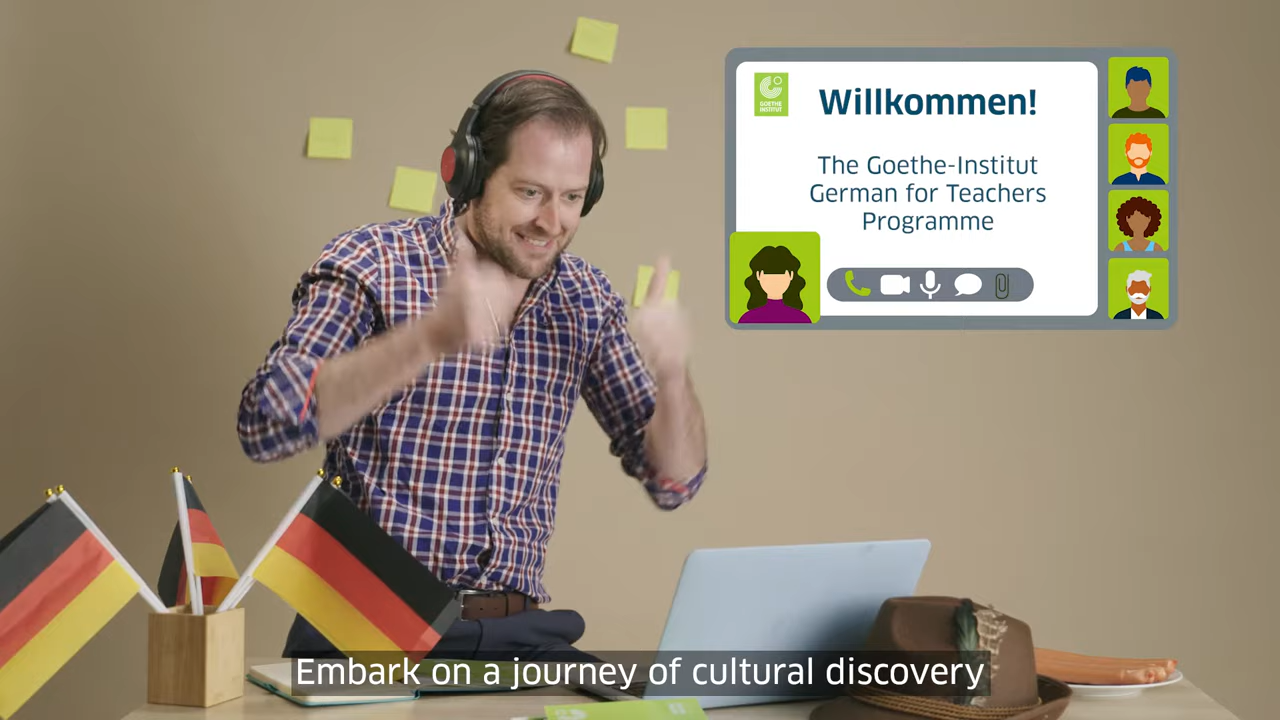 GOETHE
INSTITUT
Willkommen!
The Goethe-Institut
German for Teachers
Programme
Embark on a journey of cultural discovery